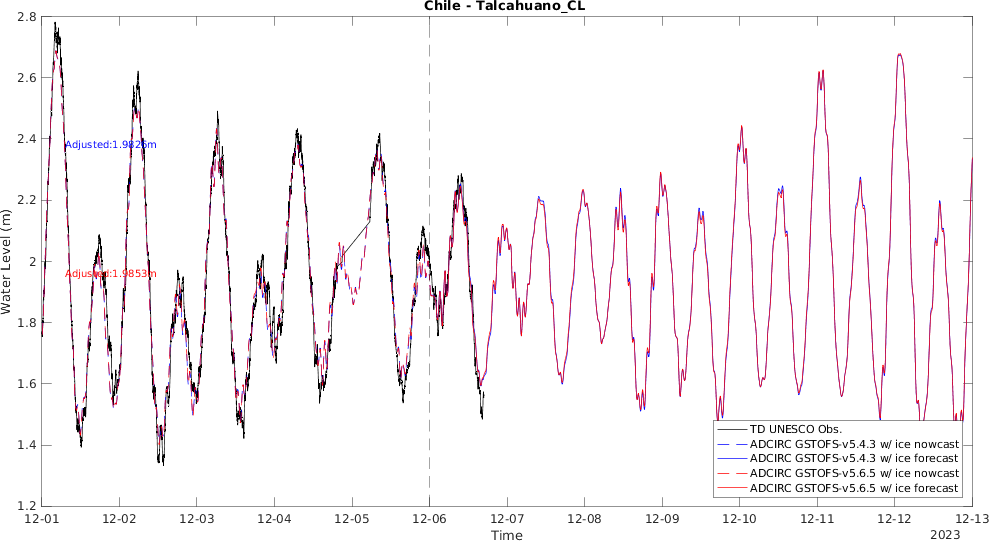 Chile - Talcahuano_CL
2.8
2.6
2.4
2.2
2
1.8
1.6
1.4
1.2
Water Level (m)
Adjusted:1.9826m
Adjusted:1.9853m
TD UNESCO Obs.
ADCIRC GSTOFS-v5.4.3 w/ ice nowcast
ADCIRC GSTOFS-v5.4.3 w/ ice forecast
ADCIRC GSTOFS-v5.6.5 w/ ice nowcast
ADCIRC GSTOFS-v5.6.5 w/ ice forecast
12-01 12-02 12-03 12-04 12-05 12-06 12-07 12-08 12-09 12-10 12-11 12-12 12-13
Time
2023